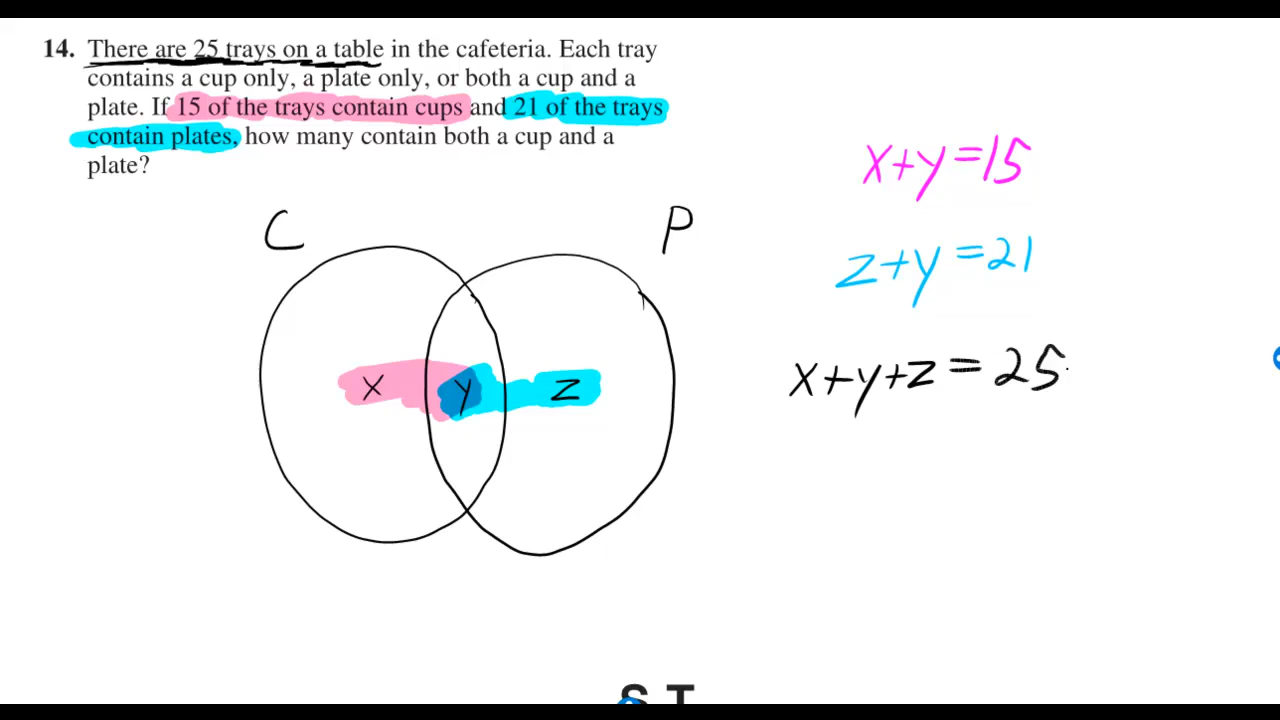 14. There are 25 trays on a table in the cafeteria. Each tray
contains a cup only, a plate only, or both a cup and a
plate. If 15 of the trays contain cups and 21 of the trays
contain plates, how many contain both a cup and a
plate?
x+y=15
C P
z+y=21
x+y+z=25
x y z
S T